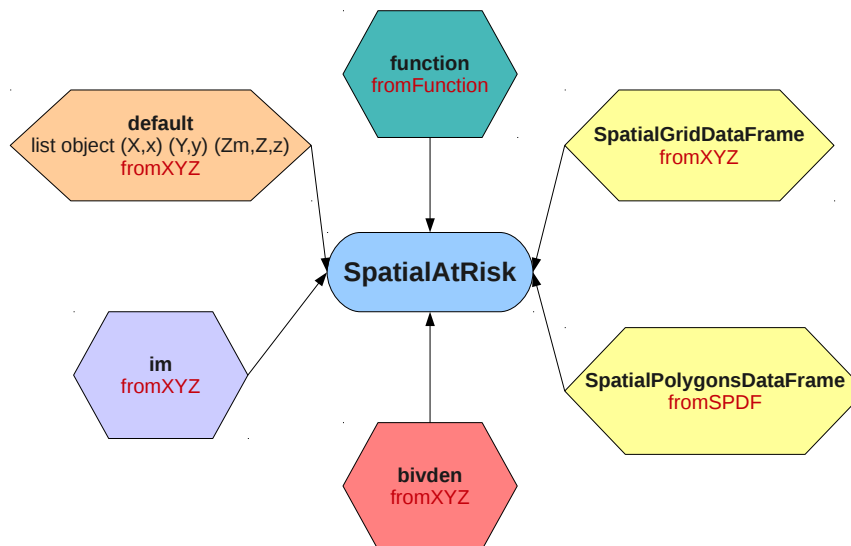 function
fromFunction
default
list object (X,x) (Y,y) (Zm,Z,z)
fromXYZ
SpatialGridDataFrame
fromXYZ
SpatialAtRisk
im
fromXYZ
SpatialPolygonsDataFrame
fromSPDF
bivden
fromXYZ